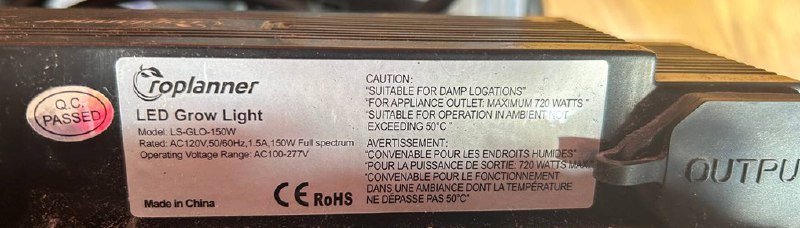 Q.C.
PASSED
Croplanner
LED Grow Light
Model: LS-GLO-150W
Rated: AC120V,50/60Hz,1.5A,150W Full spectrum
Operating Voltage Range: AC100-277V
Made in China
CE RoHS
CAUTION:
"SUITABLE FOR DAMP LOCATIONS"
"FOR APPLIANCE OUTLET: MAXIMUM 720 WATTS "
"SUITABLE FOR OPERATION IN AMBIENT NOT
EXCEEDING 50°C "
AVERTISSEMENT:
"CONVENABLE POUR LES ENDROITS HUMIDES"
"POUR LA PUISSANCE DE SORTIE: 720 WATTS MAX
"CONVENABLE POUR LE FONCTIONNEMENT
DANS UNE AMBIANCE DONT LA TEMPÉRATURE
NE DÉPASSE PAS 50°C"
OUTPU